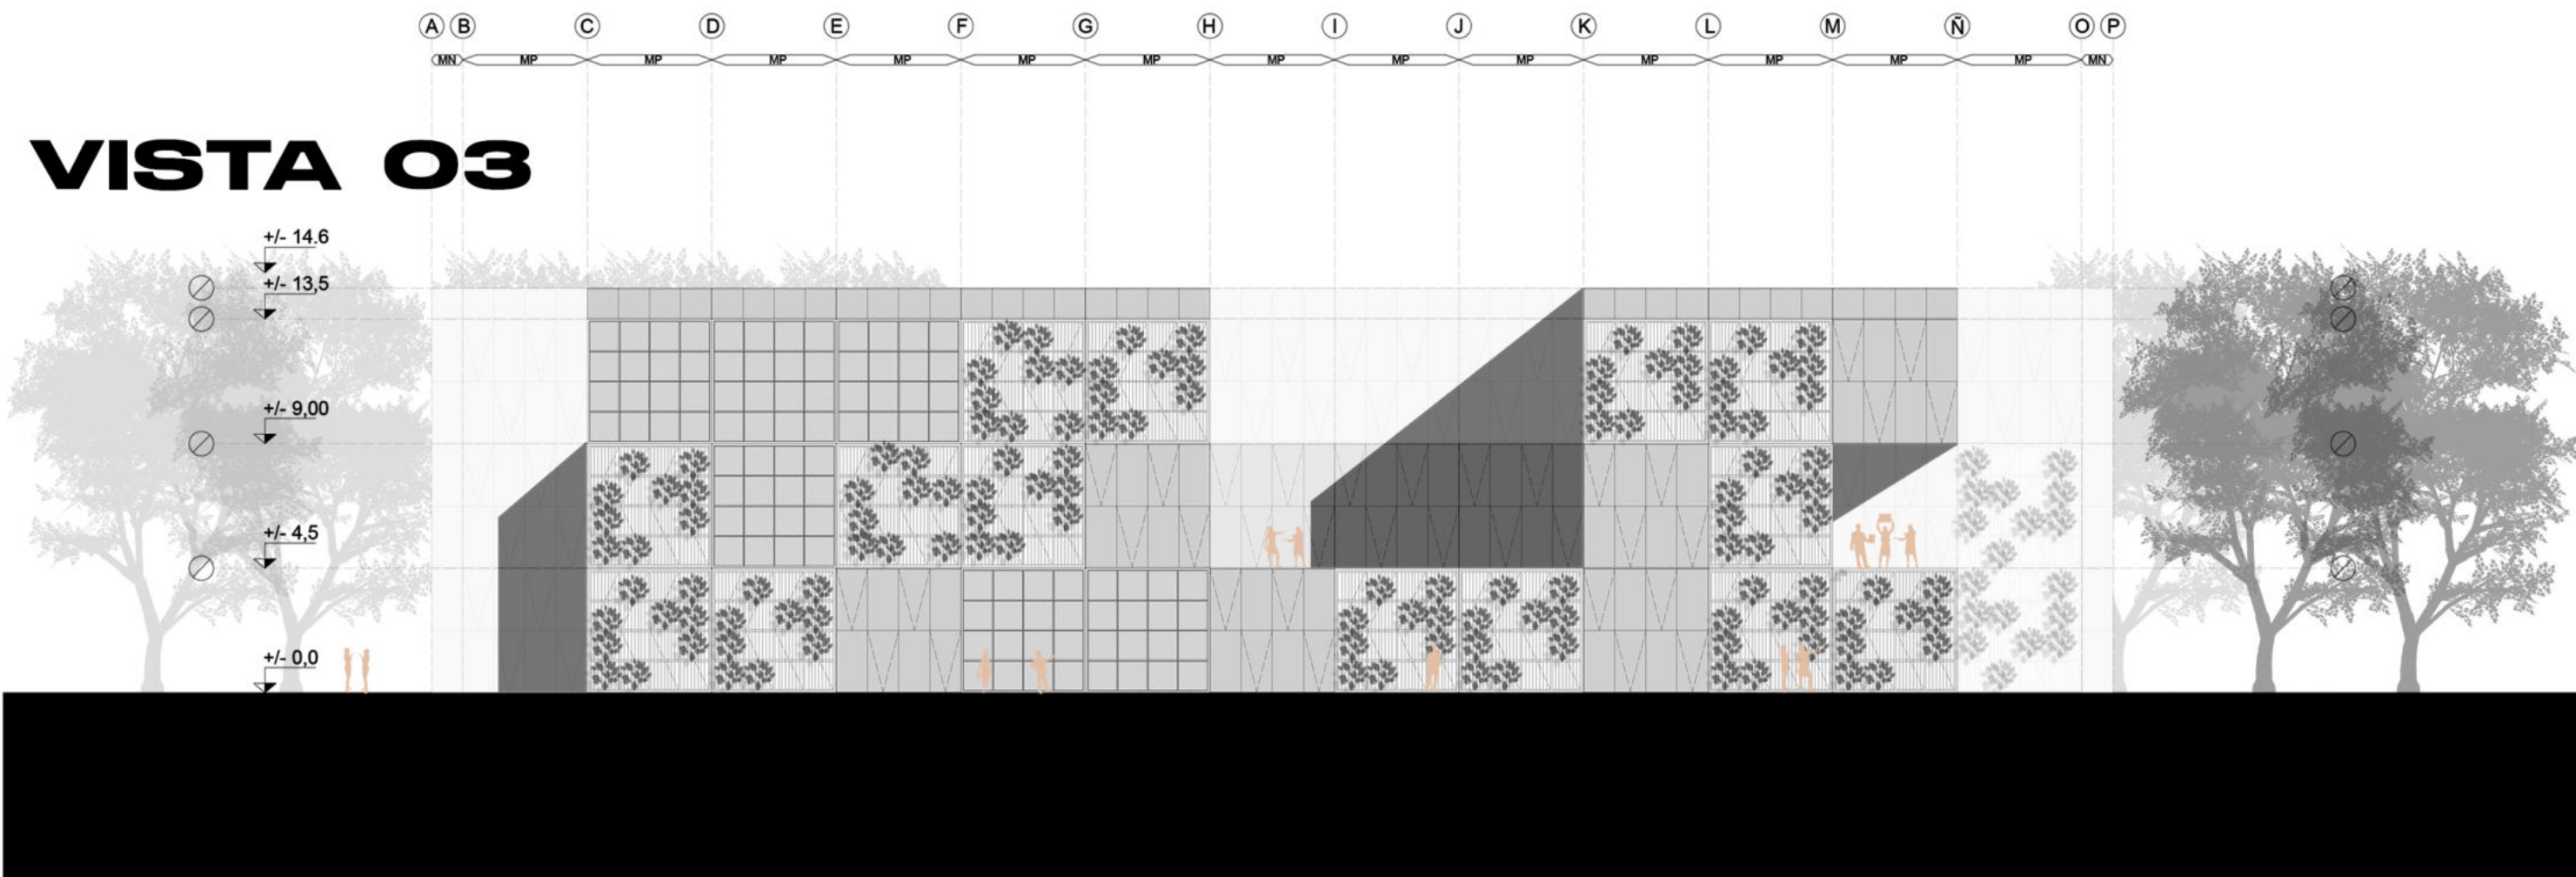 A B C D E F G H I J K L M Ñ O P
MN MP MP MP MP MP MP MP MP MP MP MP MP MP MN
VISTA 03
+/- 14.6
+/- 13,5
+/- 9,00
+/- 4,5
+/- 0,0